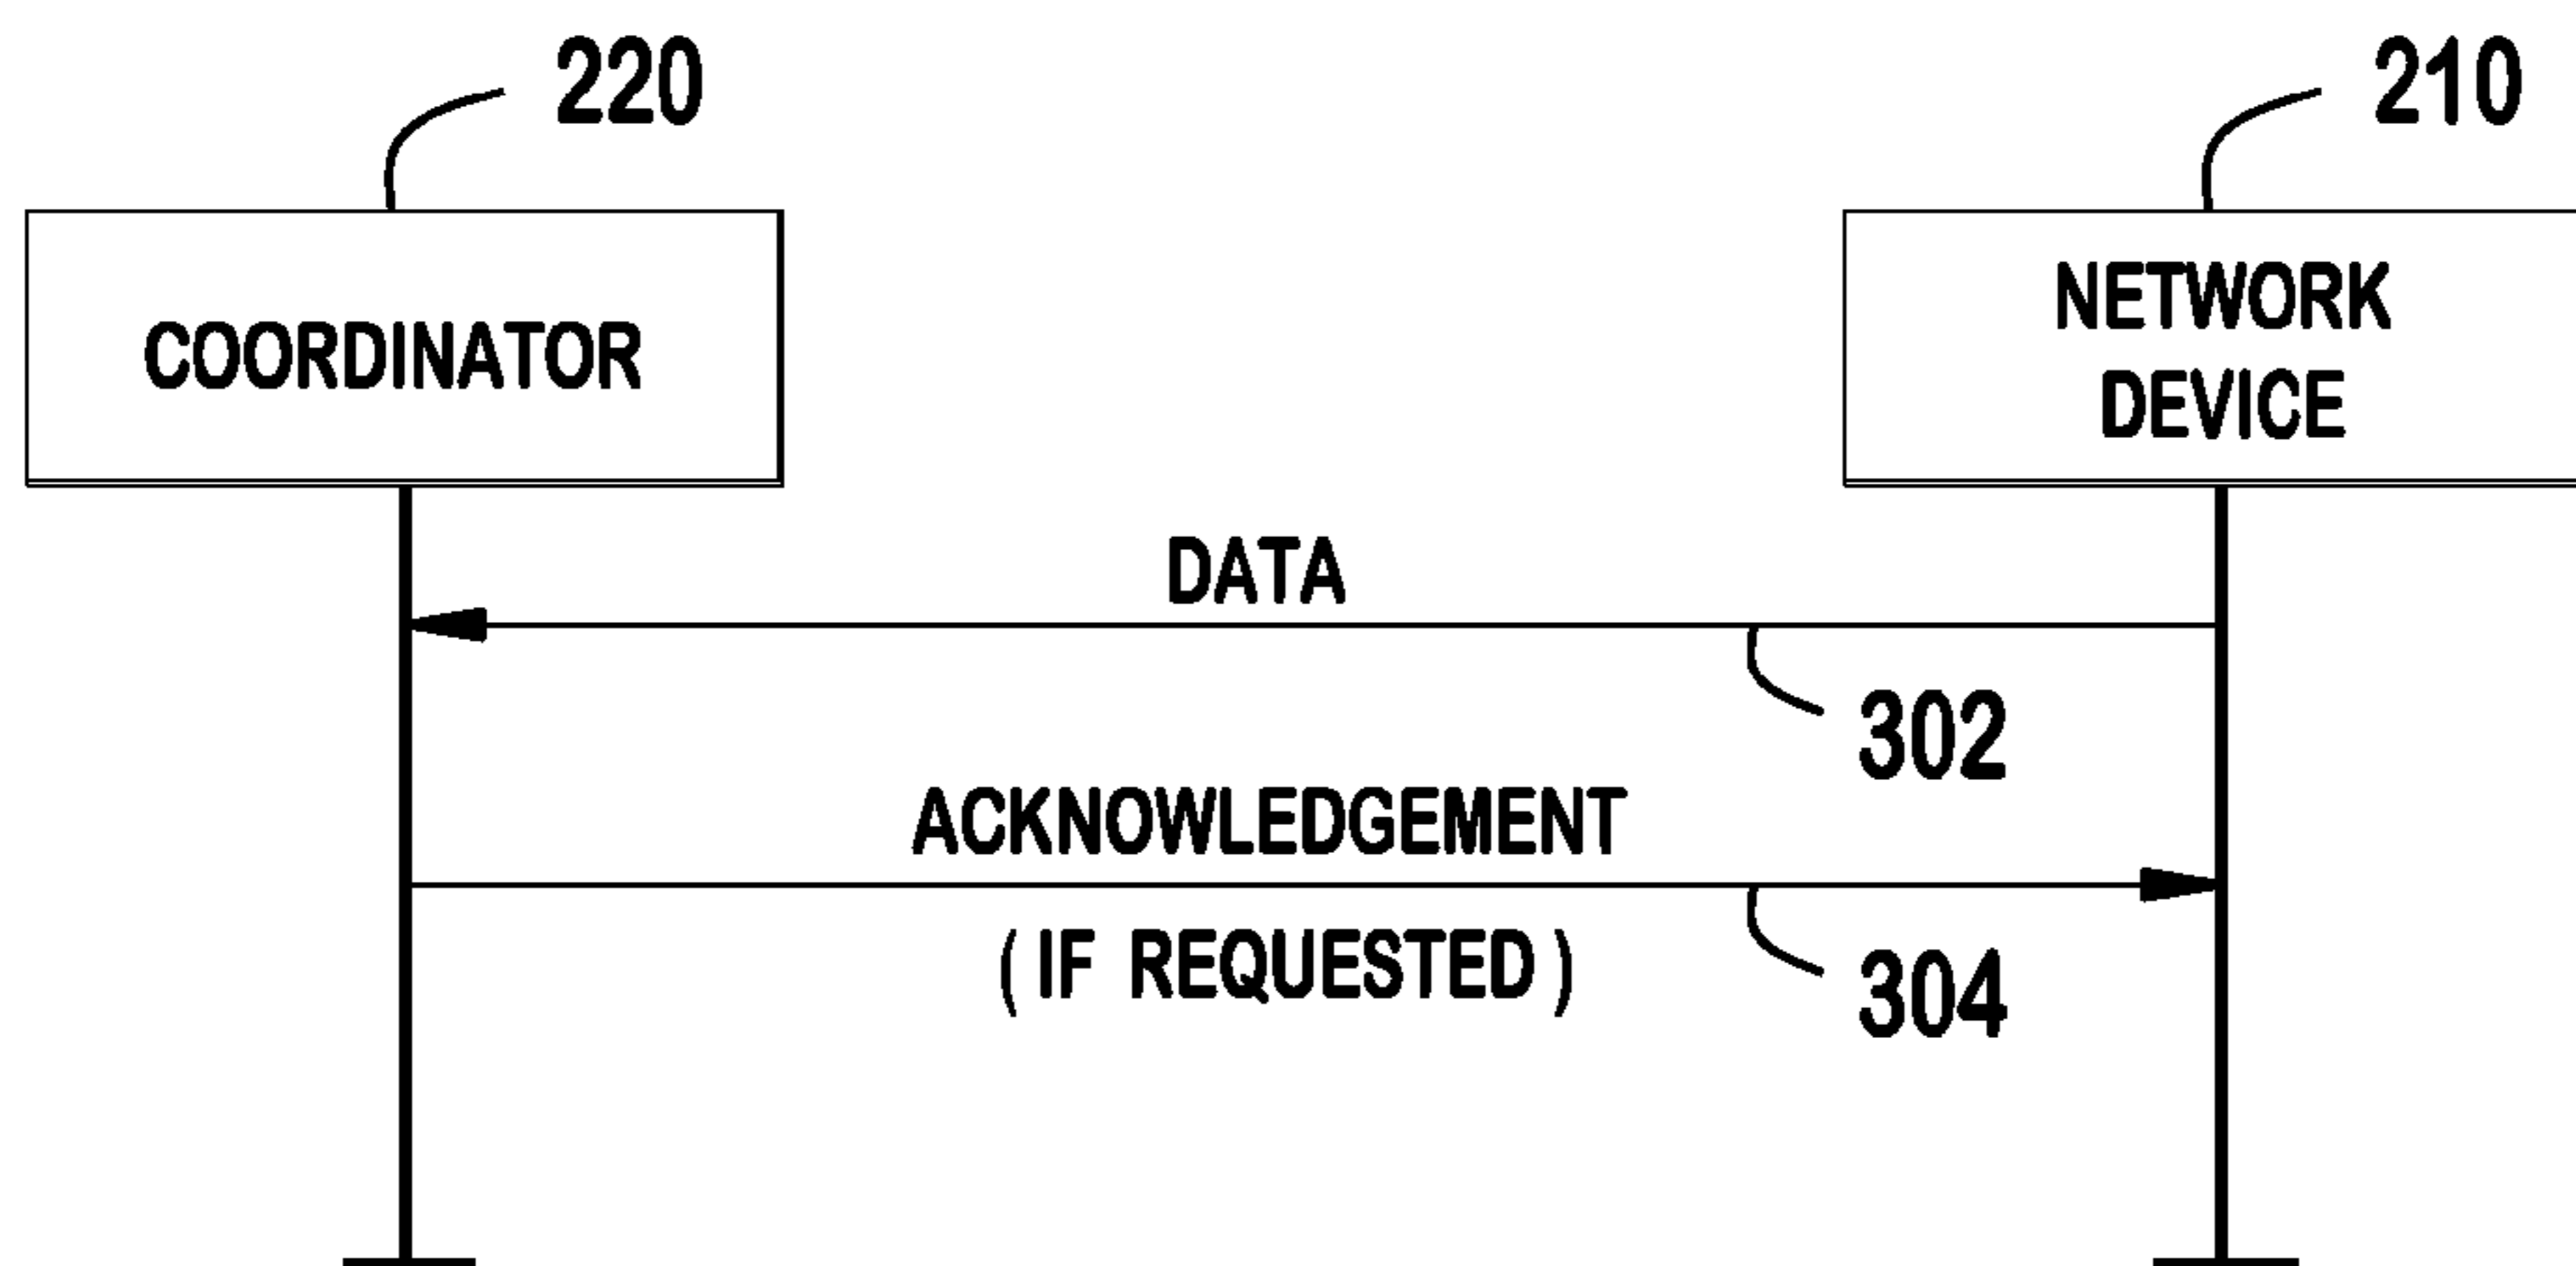 220
210
COORDINATOR
NETWORK
DEVICE
DATA
302
ACKNOWLEDGEMENT
( IF REQUESTED )
304